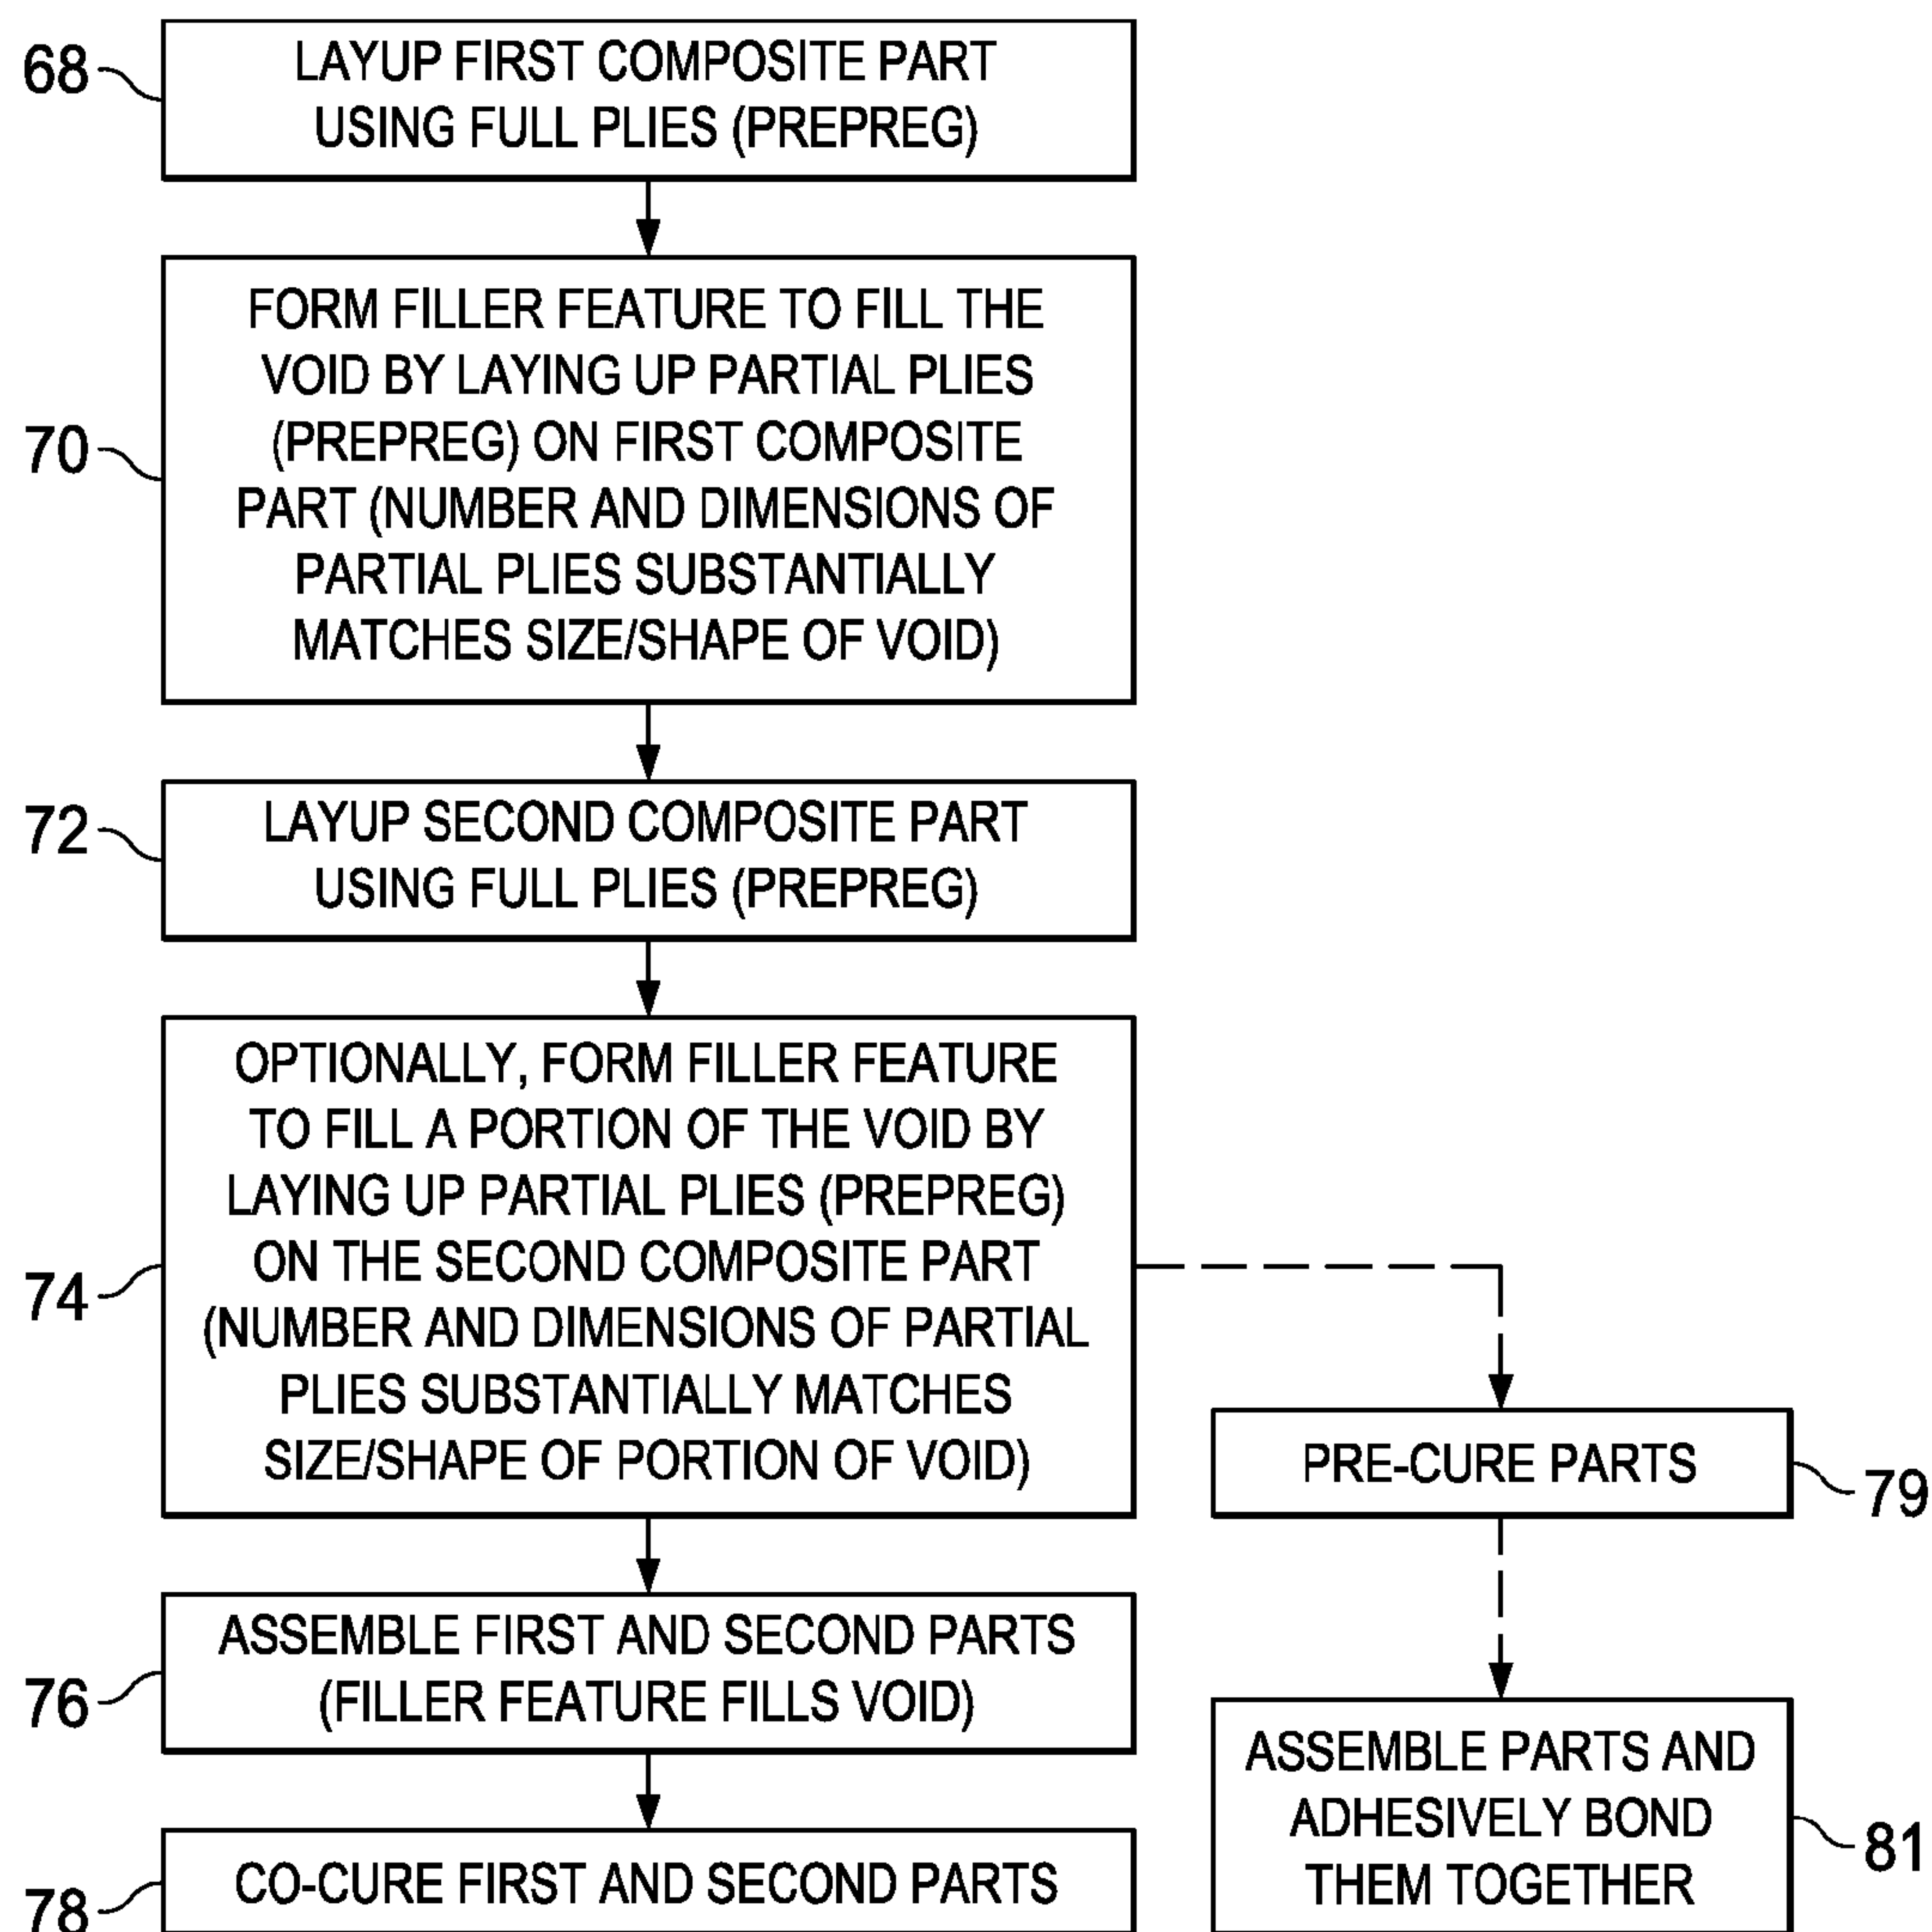 68
LAYUP FIRST COMPOSITE PART
USING FULL PLIES (PREPREG)
70
FORM FILLER FEATURE TO FILL THE
VOID BY LAYING UP PARTIAL PLIES
(PREPREG) ON FIRST COMPOSITE
PART (NUMBER AND DIMENSIONS OF
PARTIAL PLIES SUBSTANTIALLY
MATCHES SIZE/SHAPE OF VOID)
72
LAYUP SECOND COMPOSITE PART
USING FULL PLIES (PREPREG)
74
OPTIONALLY, FORM FILLER FEATURE
TO FILL A PORTION OF THE VOID BY
LAYING UP PARTIAL PLIES (PREPREG)
ON THE SECOND COMPOSITE PART
(NUMBER AND DIMENSIONS OF PARTIAL
PLIES SUBSTANTIALLY MATCHES
SIZE/SHAPE OF PORTION OF VOID)
76
ASSEMBLE FIRST AND SECOND PARTS
(FILLER FEATURE FILLS VOID)
78
CO-CURE FIRST AND SECOND PARTS
PRE-CURE PARTS
79
ASSEMBLE PARTS AND
ADHESIVELY BOND
THEM TOGETHER
81